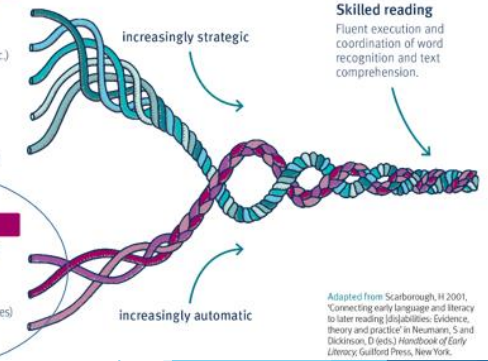 Skilled reading
Fluent execution and
coordination of word
recognition and text
comprehension.
increasingly strategic
c.)
es)
increasingly automatic
Adapted from Scarborough, H 2001,
'Connecting early language and literacy
to later reading [dis]abilities: Evidence,
theory and practice' in Neumann, S and
Dickinson, D (eds.) Handbook of Early
Literacy, Guilford Press, New York.